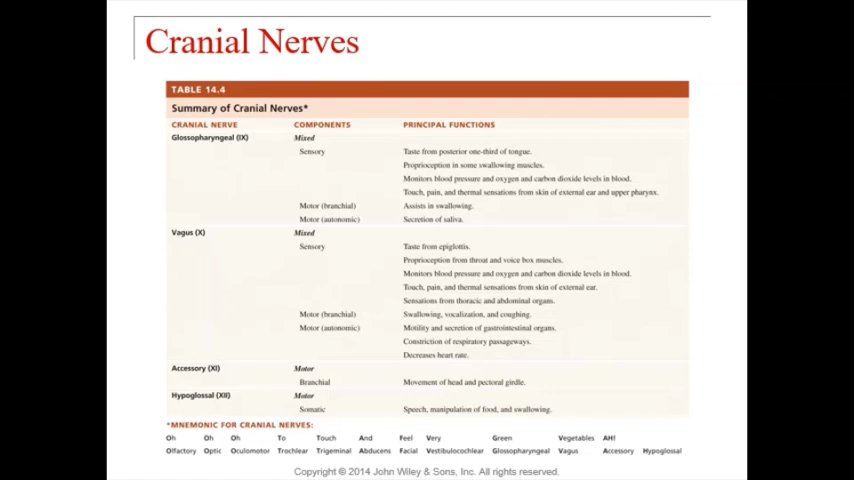 Cranial Nerves
TABLE 14.4
Summary of Cranial Nerves*
CRANIAL NERVE COMPONENTS PRINCIPAL FUNCTIONS
Glossopharyngeal (IX) Mixed
Sensory Taste from posterior one-third of tongue.
Proprioception in some swallowing muscles.
Monitors blood pressure and oxygen and carbon dioxide levels in blood.
Touch, pain, and thermal sensations from skin of external ear and upper pharynx.
Motor (branchial) Assists in swallowing.
Motor (autonomic) Secretion of saliva.
Vagus (X) Mixed
Sensory Taste from epiglottis.
Proprioception from throat and voice box muscles.
Monitors blood pressure and oxygen and carbon dioxide levels in blood.
Touch, pain, and thermal sensations from skin of external ear.
Sensations from thoracic and abdominal organs.
Motor (branchial) Swallowing, vocalization, and coughing.
Motor (autonomic) Motility and secretion of gastrointestinal organs.
Constriction of respiratory passageways.
Decreases heart rate.
Accessory (XI) Motor
Branchial Movement of head and pectoral girdle.
Hypoglossal (XII) Motor
Somatic Speech, manipulation of food, and swallowing.
*MNEMONIC FOR CRANIAL NERVES:
Oh Oh Oh To Touch And Feel Very Green Vegetables AH!
Olfactory Optic Oculomotor Trochlear Trigeminal Abducens Facial Vestibulocochlear Glossopharyngeal Vagus Accessory Hypoglossal
Copyright © 2014 John Wiley & Sons, Inc. All rights reserved.